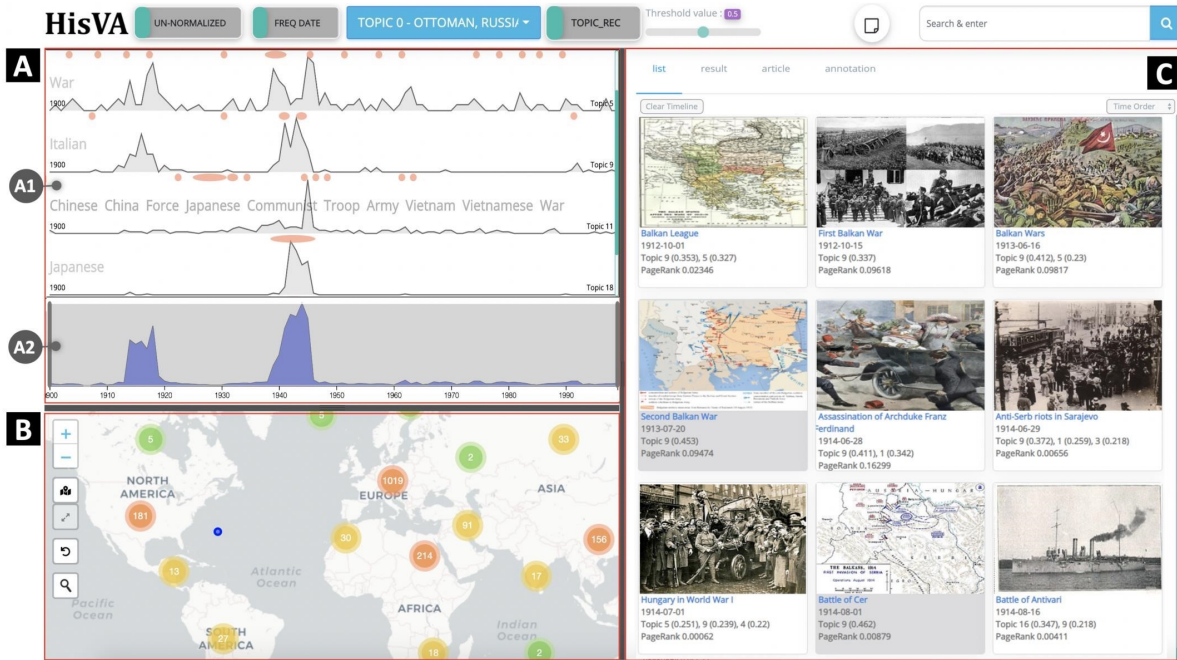 HisVA
UN-NORMALIZED
FREQ DATE
TOPIC 0 - OTTOMAN, RUSSI
TOPIC_REC
Threshold value : 0.5
Search & enter
A
War
1900
Topic 5
Italian
1900
Topic 9
A1
Chinese China Force Japanese Communist Troop Army Vietnam Vietnamese War
1900
Topic 11
Japanese
1900
Topic 18
A2
1900 1910 1920 1930 1940 1950 1960 1970 1980 1990
B
+
−
5
5
33
2
NORTH
AMERICA
1019
EUROPE
ASIA
181
91
30
156
214
13
17
Atlantic
Ocean
Pacific
Ocean
AFRICA
Indian
Ocean
SOUTH
AMERICA
27
18
2
C
list result article annotation
Clear Timeline
Time Order
Balkan League
1912-10-01
Topic 9 (0.353), 5 (0.327)
PageRank 0.02346
First Balkan War
1912-10-15
Topic 9 (0.337)
PageRank 0.09618
Balkan Wars
1913-06-16
Topic 9 (0.412), 5 (0.23)
PageRank 0.09817
Second Balkan War
1913-07-20
Topic 9 (0.453)
PageRank 0.09474
Assassination of Archduke Franz
Ferdinand
1914-06-28
Topic 9 (0.411), 1 (0.342)
PageRank 0.16299
Anti-Serb riots in Sarajevo
1914-06-29
Topic 9 (0.372), 1 (0.259), 3 (0.218)
PageRank 0.00656
Hungary in World War I
1914-07-01
Topic 5 (0.251), 9 (0.239), 4 (0.22)
PageRank 0.00062
THE BALKANS, 1914
Battle of Cer
1914-08-01
Topic 9 (0.462)
PageRank 0.00879
Battle of Antivari
1914-08-16
Topic 16 (0.347), 9 (0.218)
PageRank 0.00411